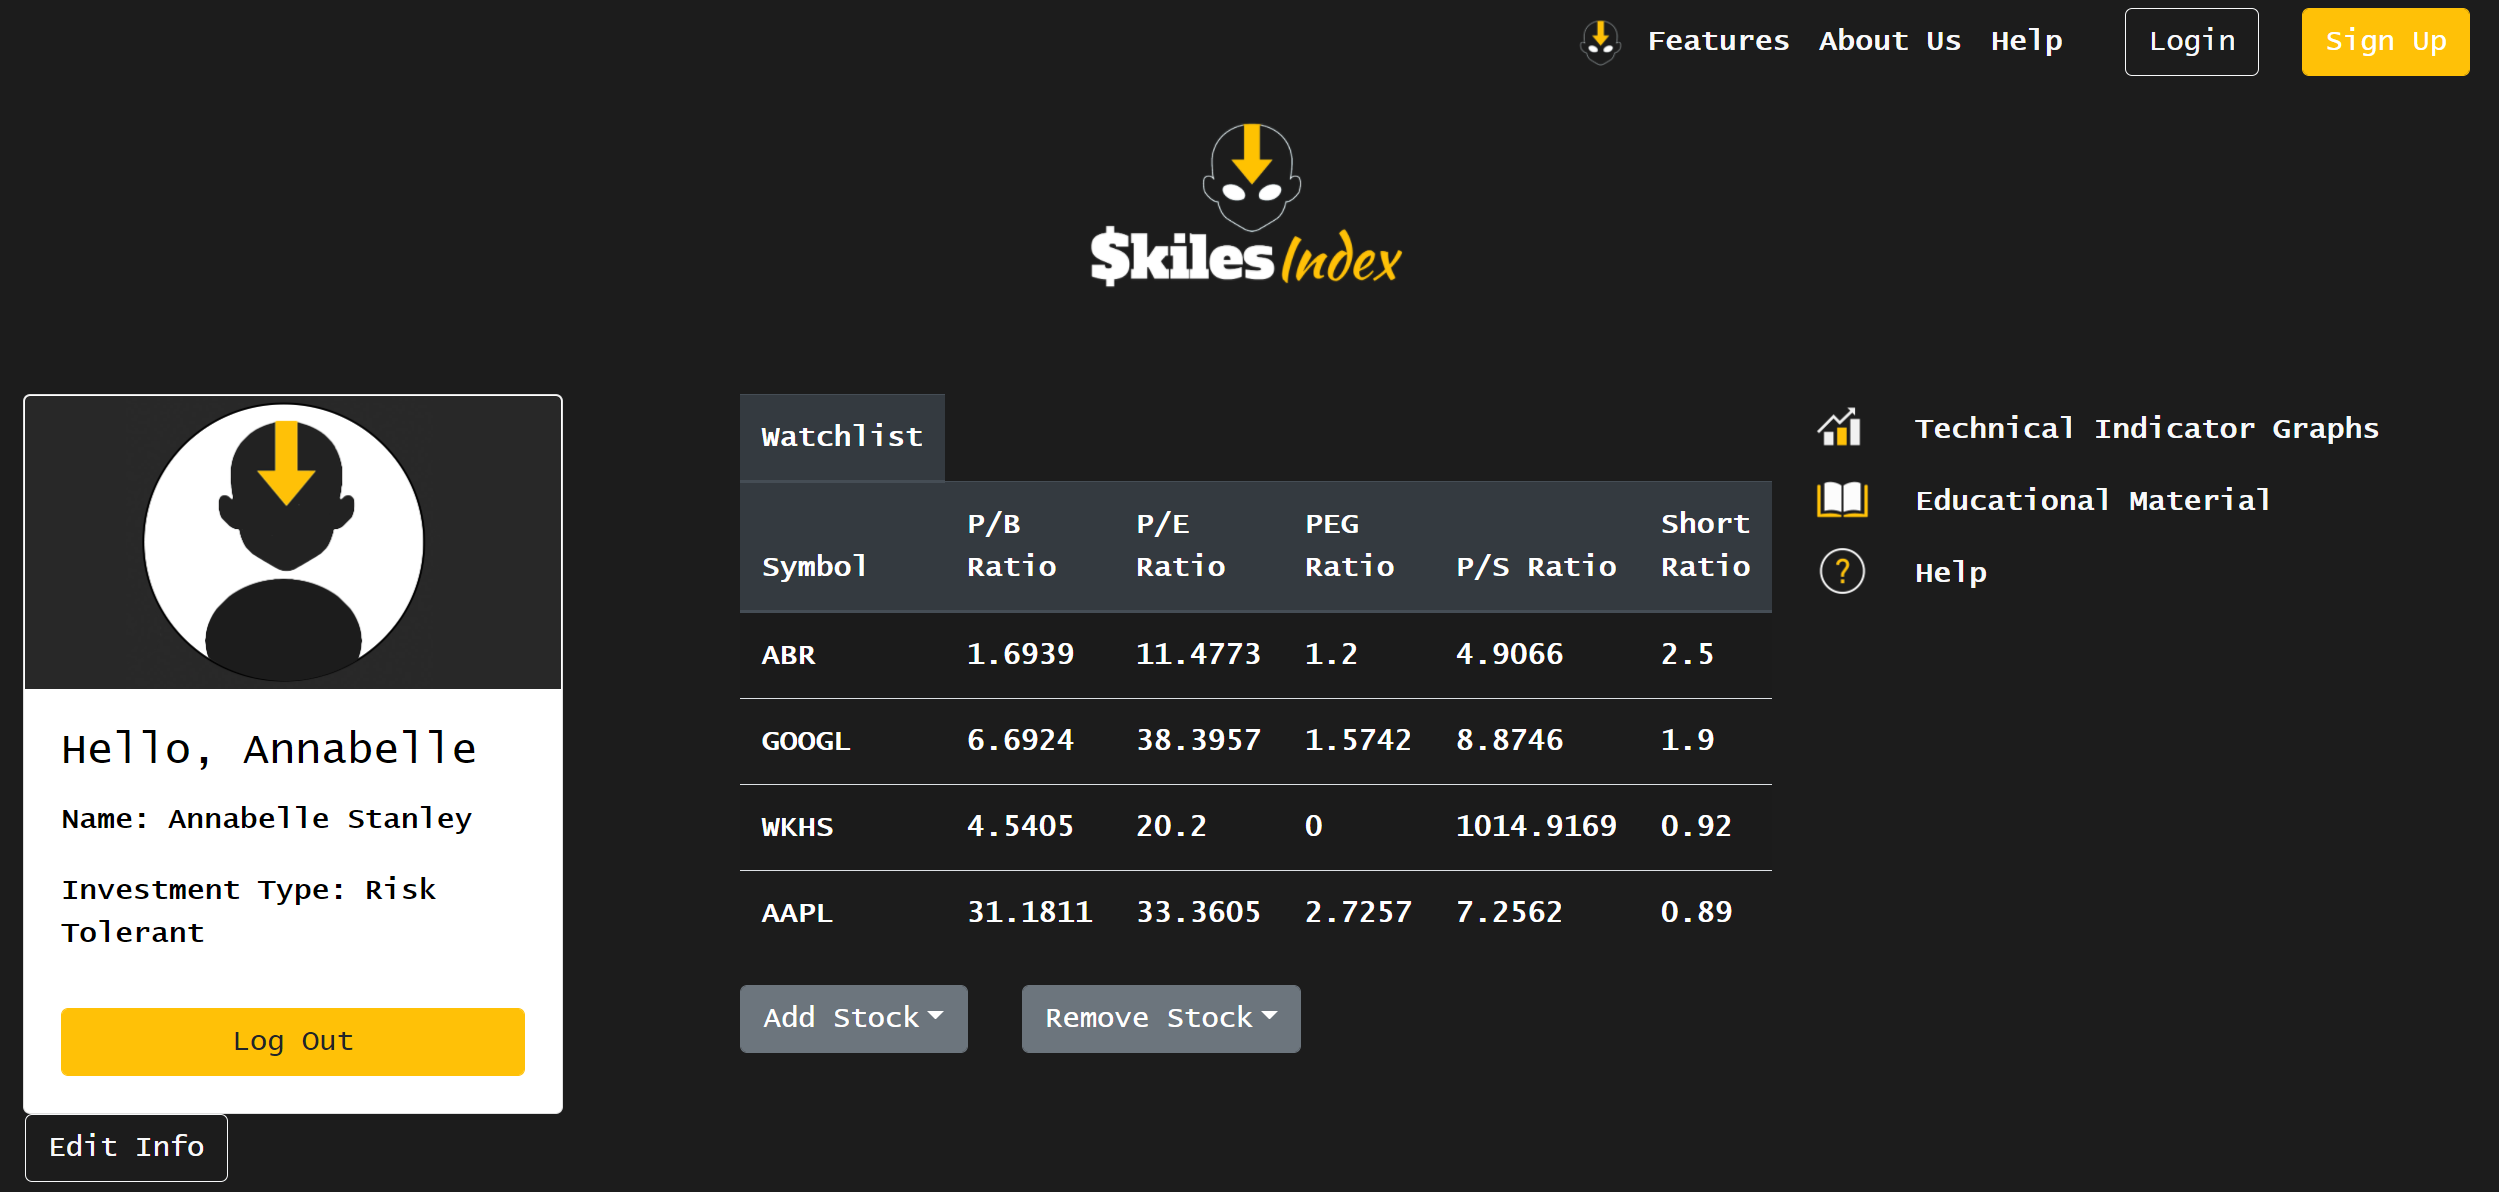 Features About Us Help Login Sign Up
$kiles Index
Hello, Annabelle
Name: Annabelle Stanley
Investment Type: Risk
Tolerant
Log Out
Edit Info
Watchlist
Symbol P/B Ratio P/E Ratio PEG Ratio P/S Ratio Short Ratio
ABR 1.6939 11.4773 1.2 4.9066 2.5
GOOGL 6.6924 38.3957 1.5742 8.8746 1.9
WKHS 4.5405 20.2 0 1014.9169 0.92
AAPL 31.1811 33.3605 2.7257 7.2562 0.89
Add Stock Remove Stock
Technical Indicator Graphs
Educational Material
? Help